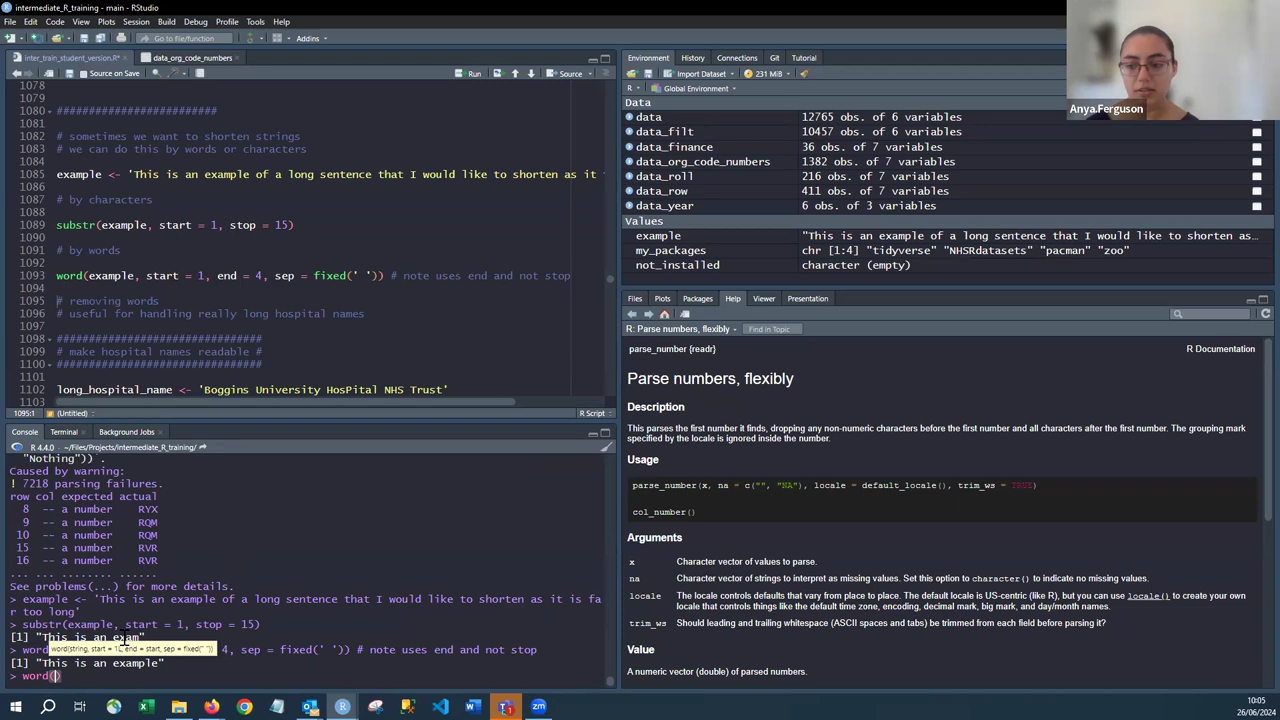 intermediate_R_training - main - RStudio
File Edit Code View Plots Session Build Debug Profile Tools Help
Go to file/function Addins
inter_train_student_version.R* data_org_code_numbers
Source on Save Run Source
1078
1079
1080 #########################
1081
1082 # sometimes we want to shorten strings
1083 # we can do this by words or characters
1084
1085 example <- 'This is an example of a long sentence that I would like to shorten as it
1086
1087 # by characters
1088
1089 substr(example, start = 1, stop = 15)
1090
1091 # by words
1092
1093 word(example, start = 1, end = 4, sep = fixed(' ')) # note uses end and not stop
1094
1095 # removing words
1096 # useful for handling really long hospital names
1097
1098 ################################
1099 # make hospital names readable #
1100 ################################
1101
1102 long_hospital_name <- 'Boggins University HosPital NHS Trust'
1103
1095:1 (Untitled) R Script
Console Terminal Background Jobs
R 4.4.0 · ~/Files/Projects/intermediate_R_training/
"Nothing")) .
Caused by warning:
! 7218 parsing failures.
row col expected actual
8 -- a number RYX
9 -- a number RQM
10 -- a number RQM
15 -- a number RVR
16 -- a number RVR
... ... ........ ......
See problems(...) for more details.
> example <- 'This is an example of a long sentence that I would like to shorten as it is fa
r too long'
> substr(example, start = 1, stop = 15)
[1] "This is an exam"
> word 4, sep = fixed(' ')) # note uses end and not stop
word(string, start = 1L, end = start, sep = fixed(" "))
[1] "This is an example"
> word()
Environment History Connections Git Tutorial
Import Dataset 231 MiB
R Global Environment
Data
data 12765 obs. of 6 variables
data_filt 10457 obs. of 6 variables
data_finance 36 obs. of 7 variables
data_org_code_numbers 1382 obs. of 7 variables
data_roll 216 obs. of 7 variables
data_row 411 obs. of 7 variables
data_year 6 obs. of 3 variables
Values
example "This is an example of a long sentence that I would like to shorten as…
my_packages chr [1:4] "tidyverse" "NHSRdatasets" "pacman" "zoo"
not_installed character (empty)
Files Plots Packages Help Viewer Presentation
R: Parse numbers, flexibly Find in Topic
parse_number {readr} R Documentation
Parse numbers, flexibly
Description
This parses the first number it finds, dropping any non-numeric characters before the first number and all characters after the first number. The grouping mark
specified by the locale is ignored inside the number.
Usage
parse_number(x, na = c("", "NA"), locale = default_locale(), trim_ws = TRUE)
col_number()
Arguments
x Character vector of values to parse.
na Character vector of strings to interpret as missing values. Set this option to character() to indicate no missing values.
locale The locale controls defaults that vary from place to place. The default locale is US-centric (like R), but you can use locale() to create your own
locale that controls things like the default time zone, encoding, decimal mark, big mark, and day/month names.
trim_ws Should leading and trailing whitespace (ASCII spaces and tabs) be trimmed from each field before parsing it?
Value
A numeric vector (double) of parsed numbers.
Anya.Ferguson
10:05
26/06/2024